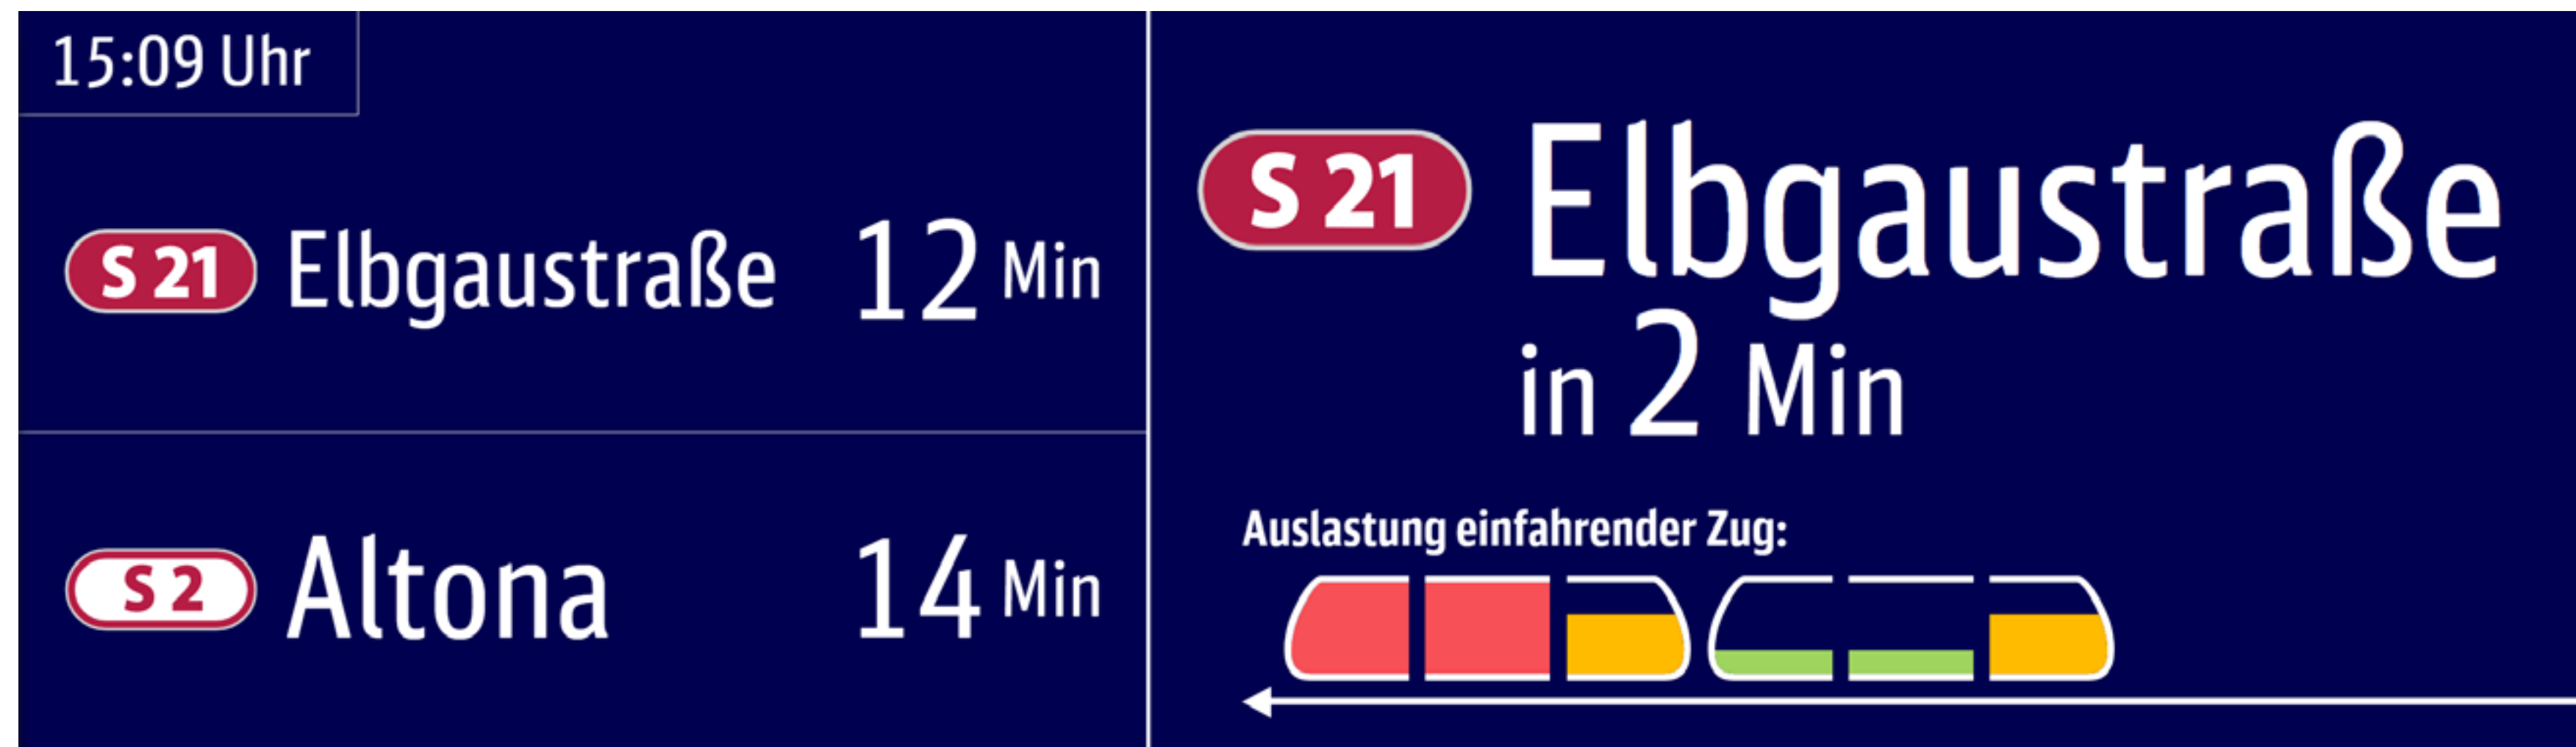 15:09 Uhr
S 21 Elbgaustraße 12 Min
S 2 Altona 14 Min
S 21 Elbgaustraße
in 2 Min
Auslastung einfahrender Zug: